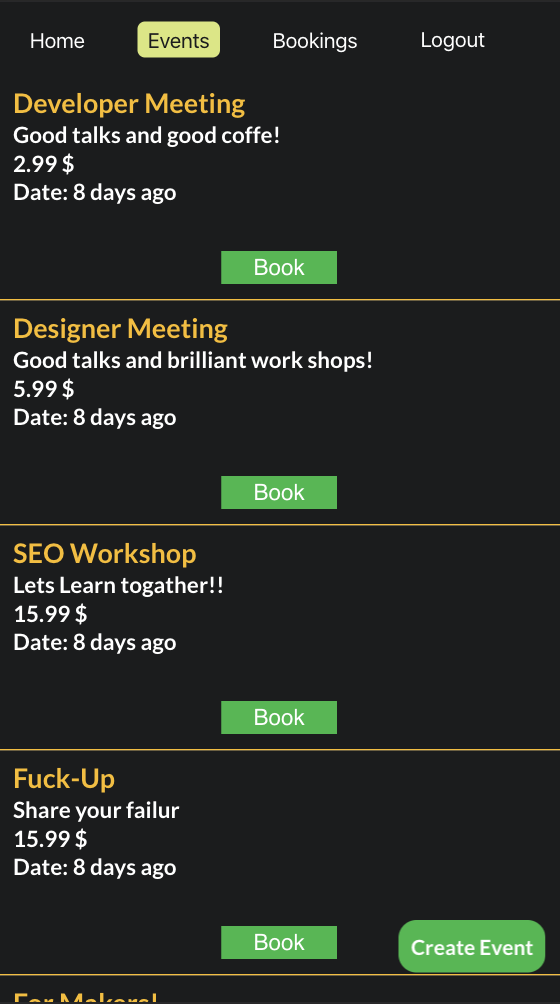 Home Events Bookings Logout
Developer Meeting
Good talks and good coffe!
2.99 $
Date: 8 days ago
Book
Designer Meeting
Good talks and brilliant work shops!
5.99 $
Date: 8 days ago
Book
SEO Workshop
Lets Learn togather!!
15.99 $
Date: 8 days ago
Book
Fuck-Up
Share your failur
15.99 $
Date: 8 days ago
Book
Create Event
For Makers!